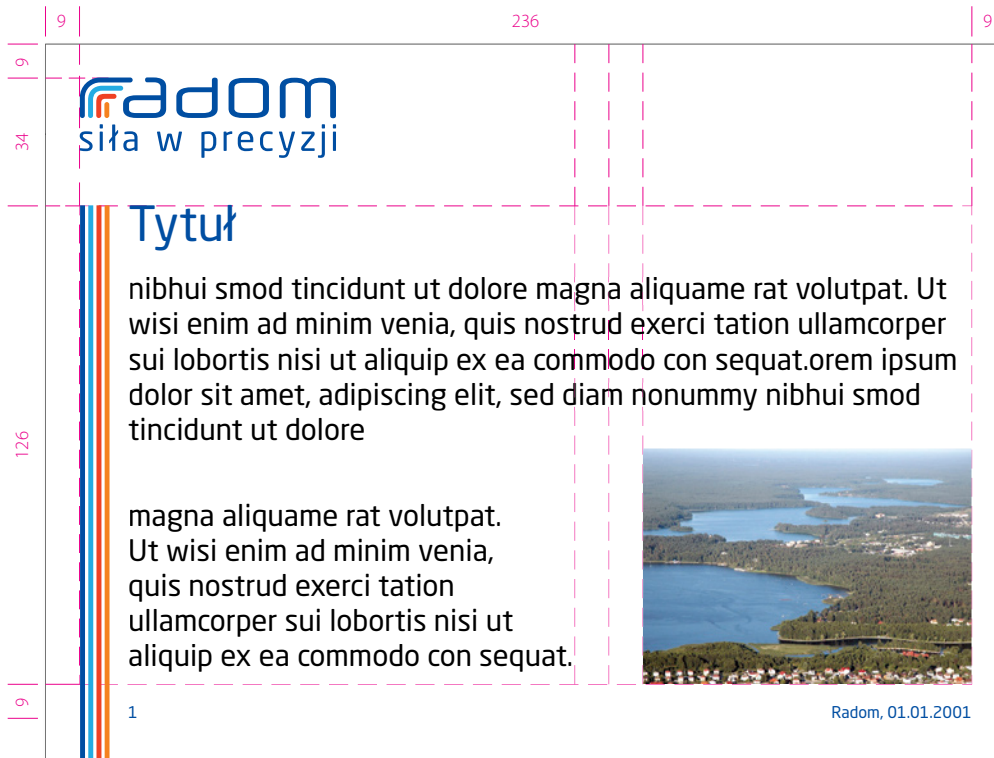 9
236
9
9
34
radom
siła w precyzji
Tytuł
nibhui smod tincidunt ut dolore magna aliquame rat volutpat. Ut
wisi enim ad minim venia, quis nostrud exerci tation ullamcorper
sui lobortis nisi ut aliquip ex ea commodo con sequat.orem ipsum
dolor sit amet, adipiscing elit, sed diam nonummy nibhui smod
tincidunt ut dolore
126
magna aliquame rat volutpat.
Ut wisi enim ad minim venia,
quis nostrud exerci tation
ullamcorper sui lobortis nisi ut
aliquip ex ea commodo con sequat.
9
1
Radom, 01.01.2001